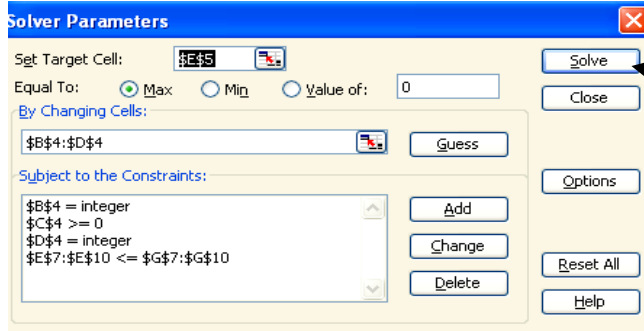 Solver Parameters
Set Target Cell: $E$5
Solve
Equal To: Max Min Value of: 0
Close
By Changing Cells:
$B$4:$D$4
Guess
Subject to the Constraints:
Options
$B$4 = integer
Add
$C$4 >= 0
$D$4 = integer
Change
$E$7:$E$10 <= $G$7:$G$10
Reset All
Delete
Help